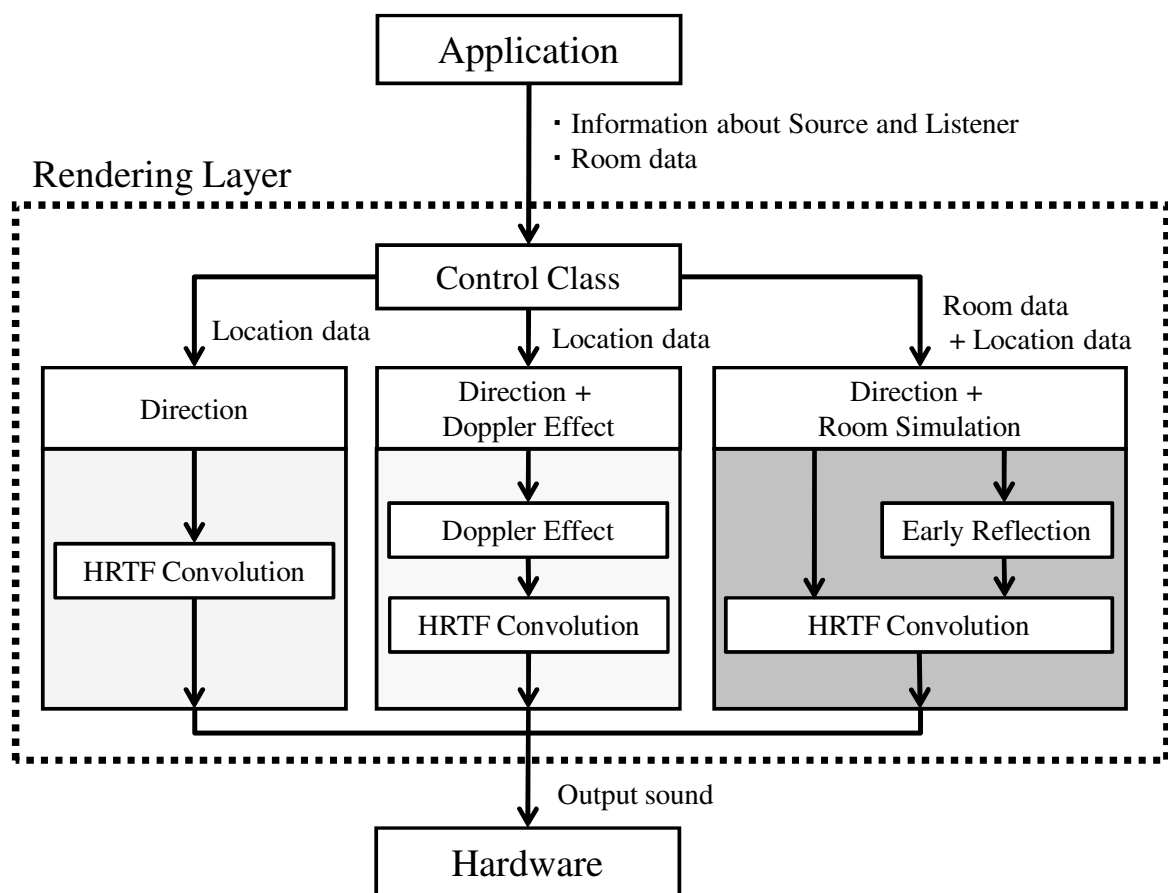 Application
・Information about Source and Listener
・Room data
Rendering Layer
Control Class
Location data
Location data
Room data
+ Location data
Direction
Direction +
Doppler Effect
Direction +
Room Simulation
HRTF Convolution
Doppler Effect
HRTF Convolution
Early Reflection
HRTF Convolution
Output sound
Hardware